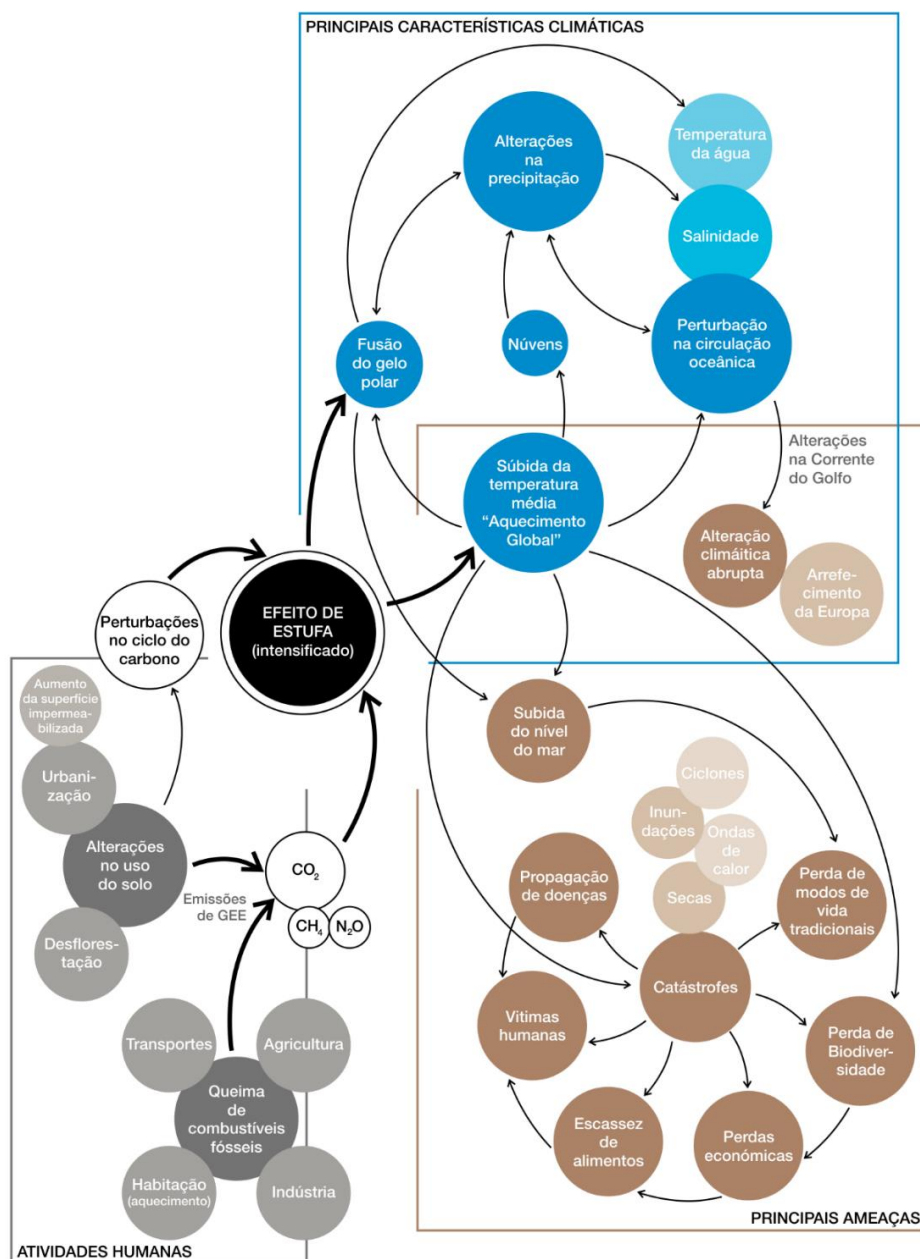 PRINCIPAIS CARACTERÍSTICAS CLIMÁTICAS
Temperatura
da água
Alterações
na
precipitação
Salinidade
Fusão
do gelo
polar
Núvens
Perturbação
na circulação
oceânica
Súbida da
temperatura
média
“Aquecimento
Global”
Alterações
na Corrente
do Golfo
Alteração
climáitica
abrupta
Arrefe-
cimento
da Europa
EFEITO DE
ESTUFA
(intensificado)
Perturbações
no ciclo do
carbono
Aumento
da superfície
impermea-
bilizada
Urbani-
zação
Alterações
no uso
do solo
Desflores-
tação
Emissões
de GEE
CO2
CH4
N2O
Transportes
Agricultura
Queima
de
combustíveis
fósseis
Habitação
(aquecimento)
Indústria
ATIVIDADES HUMANAS
Subida
do nível
do mar
Ciclones
Inun-
dações
Ondas
de calor
Secas
Propagação
de doenças
Perda de
modos de
vida
tradicionais
Catástrofes
Vitimas
humanas
Perda de
Biodiver-
sidade
Escassez
de
alimentos
Perdas
económicas
PRINCIPAIS AMEAÇAS